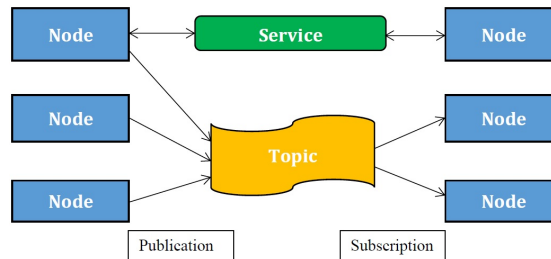 Node
Service
Node
Node
Topic
Node
Node
Node
Publication
Subscription